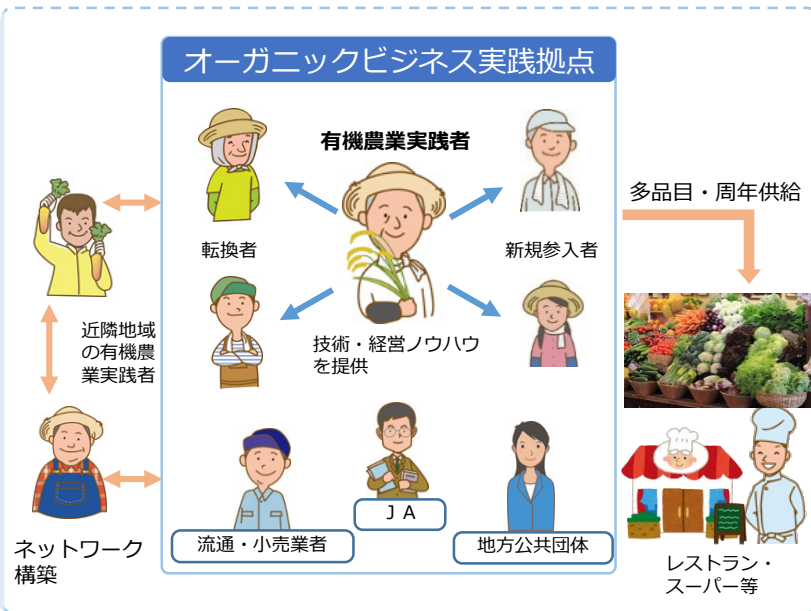 オーガニックビジネス実践拠点
有機農業実践者
転換者
新規参入者
技術・経営ノウハウ
を提供
近隣地域
の有機農
業実践者
ネットワーク
構築
流通・小売業者
ＪＡ
地方公共団体
多品目・周年供給
レストラン・
スーパー等